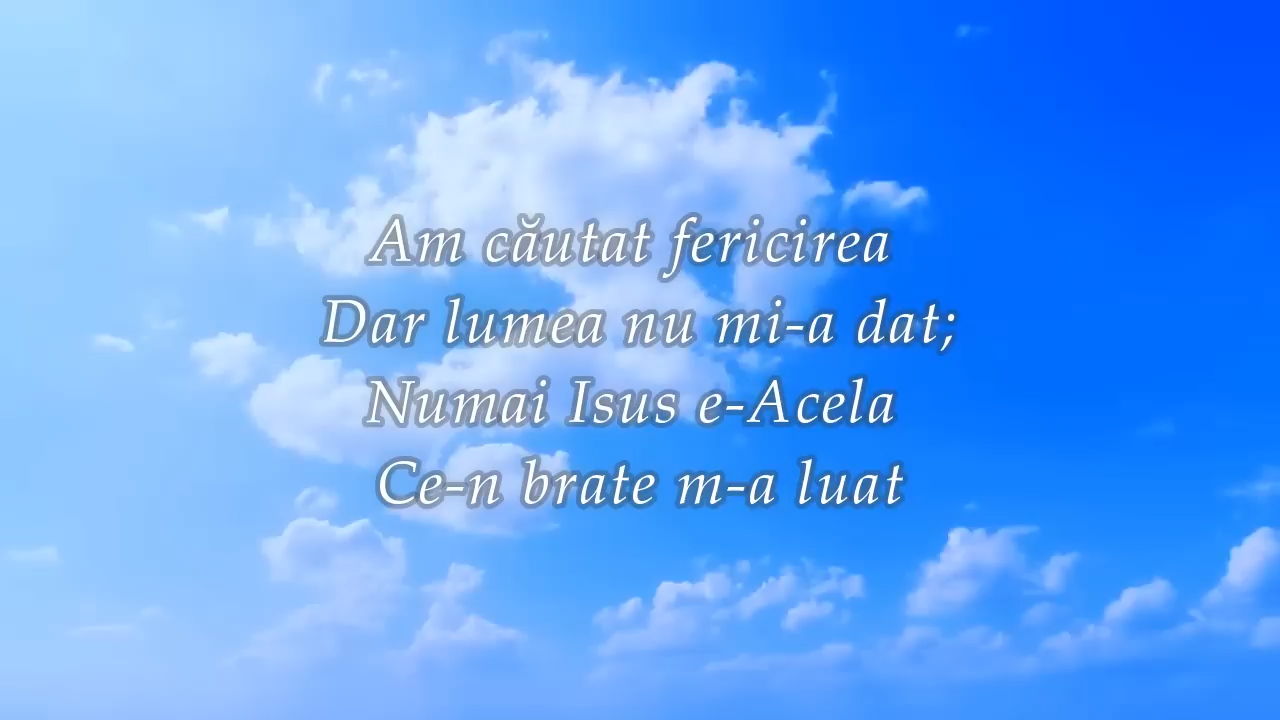 Am căutat fericirea
Dar lumea nu mi-a dat;
Numai Isus e-Acela
Ce-n brate m-a luat